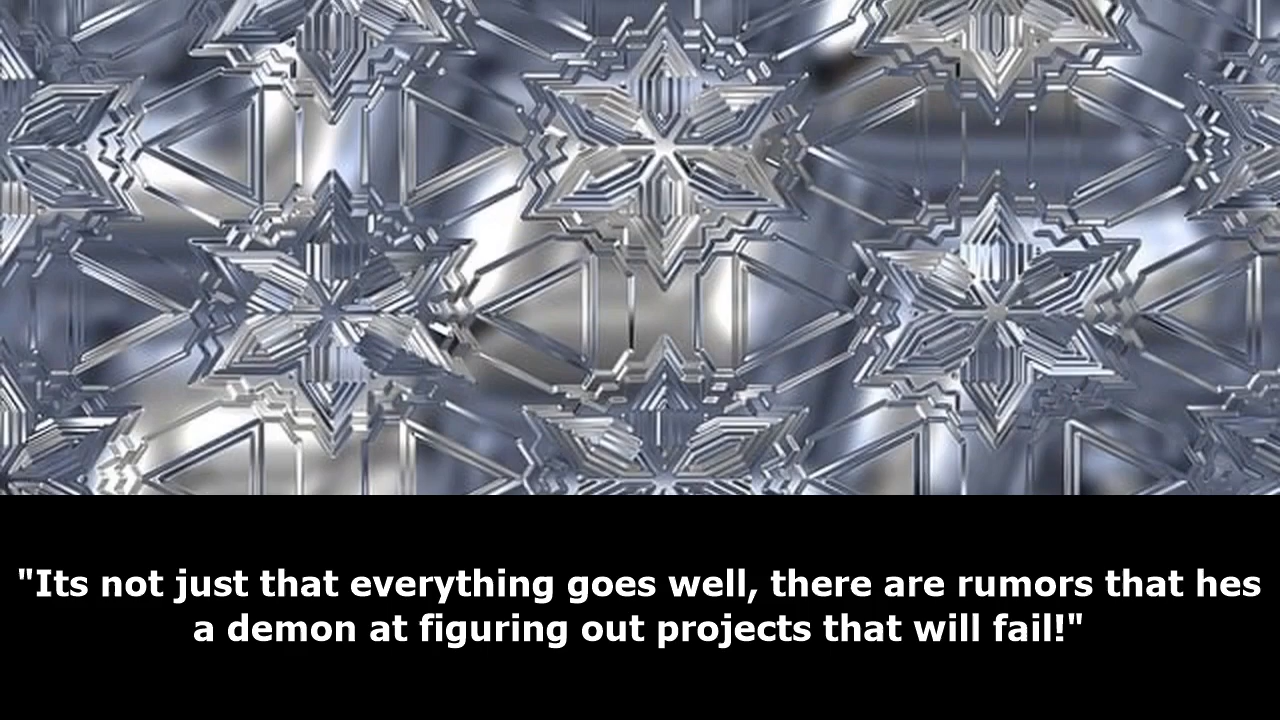 "Its not just that everything goes well, there are rumors that hes
a demon at figuring out projects that will fail!"